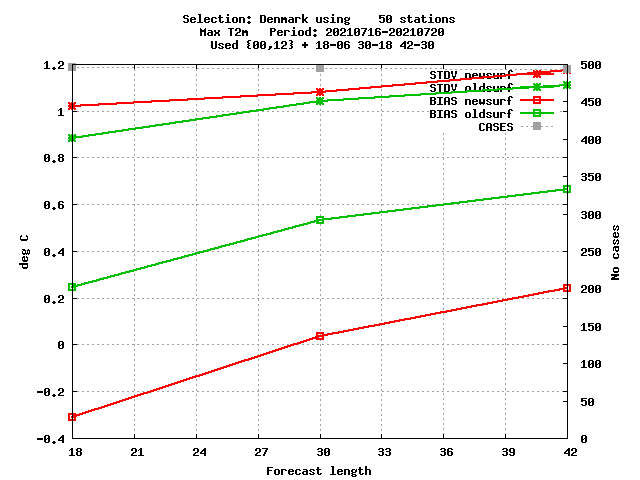 Selection: Denmark using    50 stations
Max T2m   Period: 20210716-20210720
Used {00,12} + 18-06 30-18 42-30
1.2
1
0.8
0.6
0.4
0.2
0
-0.2
-0.4
deg C
500
450
400
350
300
250
200
150
100
50
0
No cases
STDV newsurf
STDV oldsurf
BIAS newsurf
BIAS oldsurf
CASES
18 21 24 27 30 33 36 39 42
Forecast length